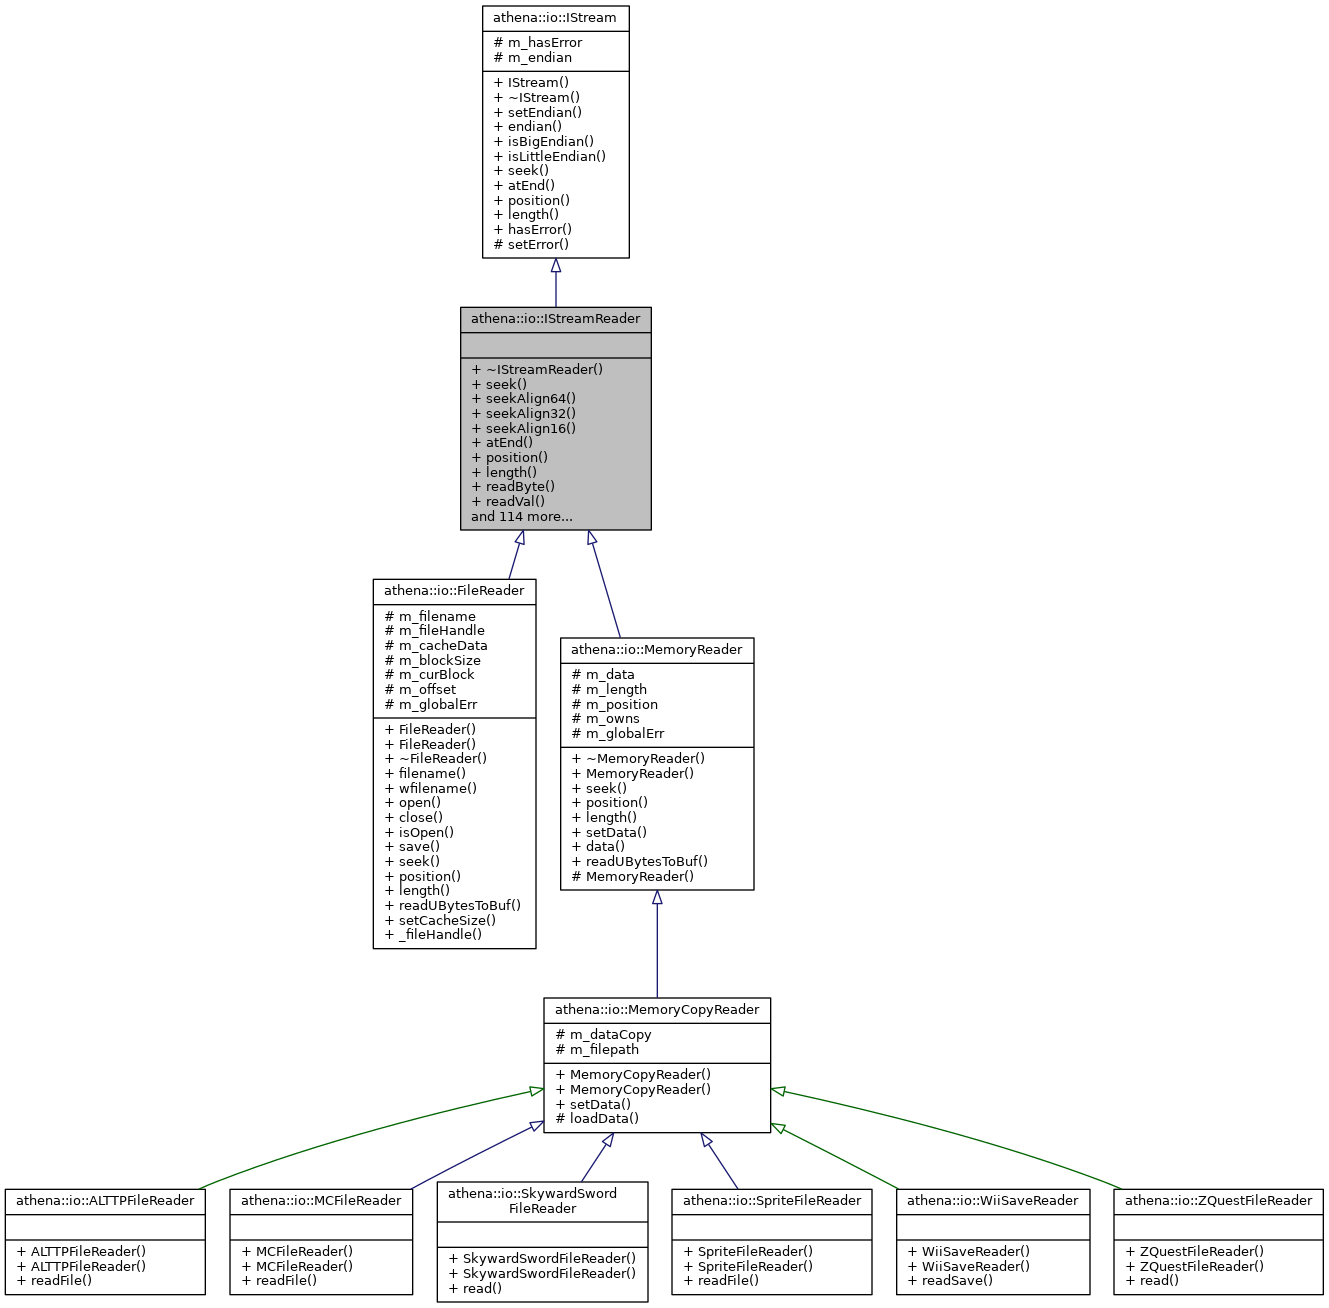 athena::io::IStream
# m_hasError
# m_endian
+ IStream()
+ ~IStream()
+ setEndian()
+ endian()
+ isBigEndian()
+ isLittleEndian()
+ seek()
+ atEnd()
+ position()
+ length()
+ hasError()
# setError()
athena::io::IStreamReader
+ ~IStreamReader()
+ seek()
+ seekAlign64()
+ seekAlign32()
+ seekAlign16()
+ atEnd()
+ position()
+ length()
+ readByte()
+ readVal()
and 114 more...
athena::io::FileReader
# m_filename
# m_fileHandle
# m_cacheData
# m_blockSize
# m_curBlock
# m_offset
# m_globalErr
+ FileReader()
+ FileReader()
+ ~FileReader()
+ filename()
+ wfilename()
+ open()
+ close()
+ isOpen()
+ save()
+ seek()
+ position()
+ length()
+ readUBytesToBuf()
+ setCacheSize()
+ _fileHandle()
athena::io::MemoryReader
# m_data
# m_length
# m_position
# m_owns
# m_globalErr
+ ~MemoryReader()
+ MemoryReader()
+ seek()
+ position()
+ length()
+ setData()
+ data()
+ readUBytesToBuf()
# MemoryReader()
athena::io::MemoryCopyReader
# m_dataCopy
# m_filepath
+ MemoryCopyReader()
+ MemoryCopyReader()
+ setData()
# loadData()
athena::io::ALTTPFileReader
+ ALTTPFileReader()
+ ALTTPFileReader()
+ readFile()
athena::io::MCFileReader
+ MCFileReader()
+ MCFileReader()
+ readFile()
athena::io::SkywardSword
FileReader
+ SkywardSwordFileReader()
+ SkywardSwordFileReader()
+ read()
athena::io::SpriteFileReader
+ SpriteFileReader()
+ SpriteFileReader()
+ readFile()
athena::io::WiiSaveReader
+ WiiSaveReader()
+ WiiSaveReader()
+ readSave()
athena::io::ZQuestFileReader
+ ZQuestFileReader()
+ ZQuestFileReader()
+ read()